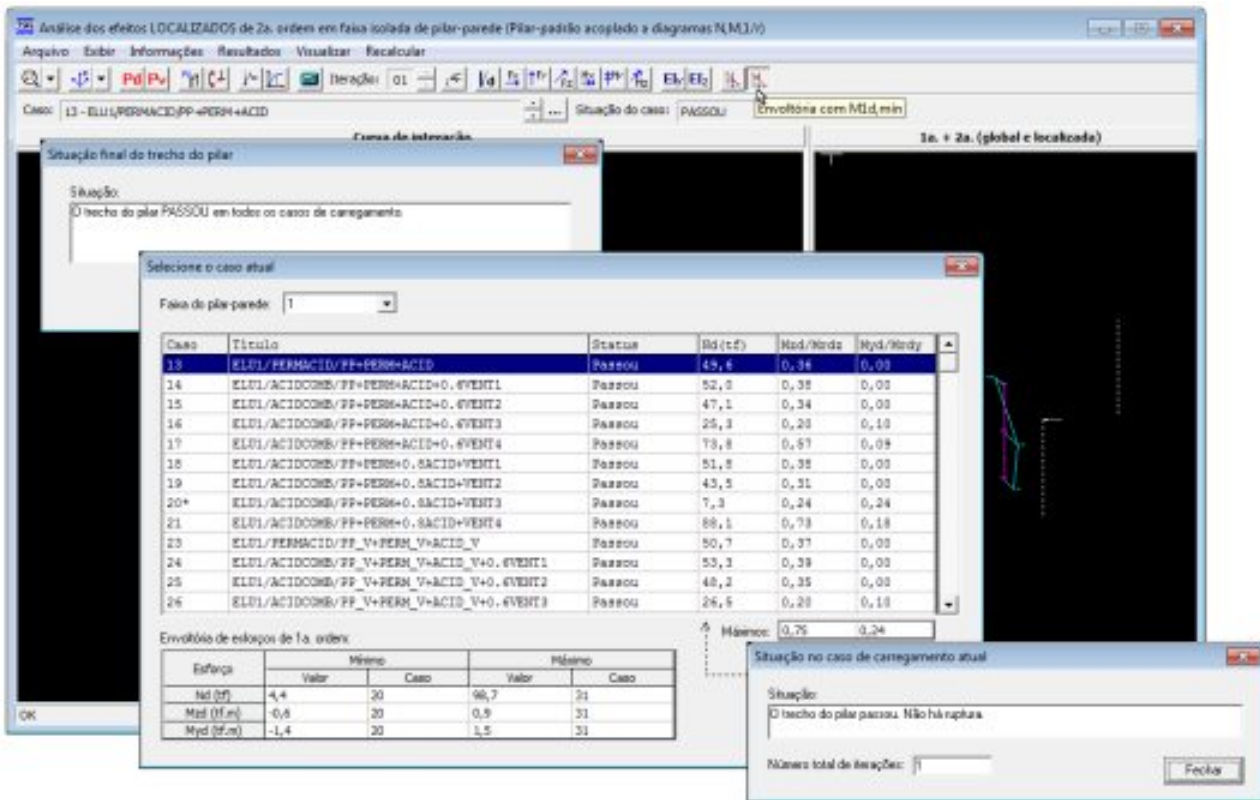 Análise dos efeitos LOCALIZADOS de 2a. ordem em faixa isolada de pilar-parede (Pilar-padrão acoplado a diagramas N,M,1/r)
Arquivo Exibir Informações Resultados Visualizar Recalcular
Pd Pv Iteração: 01 EIy EIz
Caso: 13 - ELU1/PERMACID/PP+PERM+ACID ... Situação do caso: PASSOU Envoltória com M1d,min
Curva de interação 1a. + 2a. (global e localizada)
Situação final do trecho do pilar
Situação:
O trecho do pilar PASSOU em todos os casos de carregamento.
Selecione o caso atual
Faixa do pilar-parede: 1
Caso Título Status Nd(tf) Mzd/Mrdz Myd/Mrdy
13 ELU1/PERMACID/PP+PERM+ACID Passou 49,6 0,36 0,00
14 ELU1/ACIDCOMB/PP+PERM+ACID+0.6VENT1 Passou 52,0 0,38 0,00
15 ELU1/ACIDCOMB/PP+PERM+ACID+0.6VENT2 Passou 47,1 0,34 0,00
16 ELU1/ACIDCOMB/PP+PERM+ACID+0.6VENT3 Passou 25,3 0,20 0,10
17 ELU1/ACIDCOMB/PP+PERM+ACID+0.6VENT4 Passou 73,8 0,57 0,09
18 ELU1/ACIDCOMB/PP+PERM+0.8ACID+VENT1 Passou 51,8 0,38 0,00
19 ELU1/ACIDCOMB/PP+PERM+0.8ACID+VENT2 Passou 43,5 0,31 0,00
20* ELU1/ACIDCOMB/PP+PERM+0.8ACID+VENT3 Passou 7,3 0,24 0,24
21 ELU1/ACIDCOMB/PP+PERM+0.8ACID+VENT4 Passou 88,1 0,73 0,18
23 ELU1/PERMACID/PP_V+PERM_V+ACID_V Passou 50,7 0,37 0,00
24 ELU1/ACIDCOMB/PP_V+PERM_V+ACID_V+0.6VENT1 Passou 53,3 0,39 0,00
25 ELU1/ACIDCOMB/PP_V+PERM_V+ACID_V+0.6VENT2 Passou 48,2 0,35 0,00
26 ELU1/ACIDCOMB/PP_V+PERM_V+ACID_V+0.6VENT3 Passou 26,5 0,20 0,10
Máximos: 0,75 0,24
Envoltória de esforços de 1a. ordem:
Esforço Mínimo Máximo
Valor Caso Valor Caso
Nd (tf) 4,4 20 98,7 31
Mzd (tf.m) -0,6 20 0,9 31
Myd (tf.m) -1,4 20 1,5 31
OK
Situação no caso de carregamento atual
Situação:
O trecho do pilar passou. Não há ruptura.
Número total de iterações: 1
Fechar